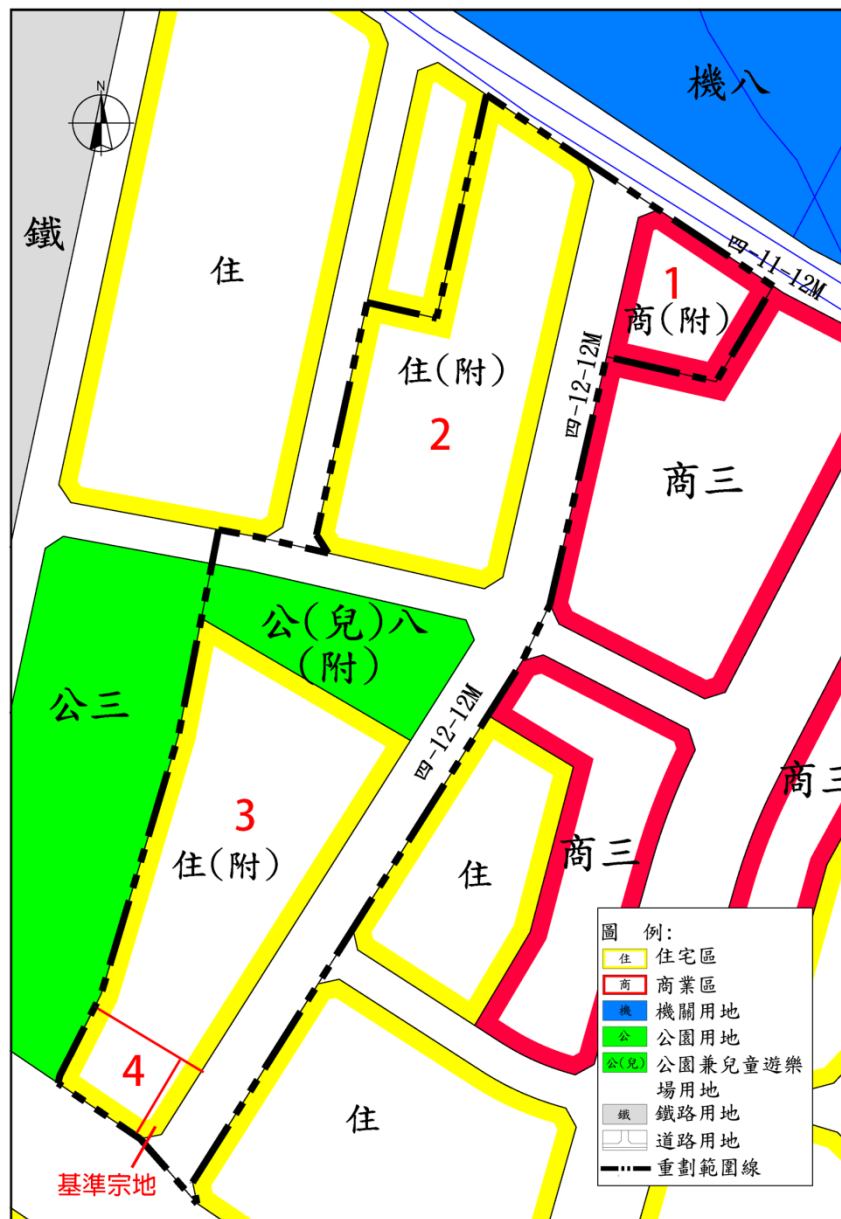 機八
N
鐵
住
四-11-12M
1
商(附)
住(附)
2
四-12-12M
商三
公(兒)八
(附)
公三
四-12-12M
商三
3
住(附)
住
商三
4
住
基準宗地
圖 例:
住 住宅區
商 商業區
機 機關用地
公 公園用地
公(兒) 公園兼兒童遊樂
場用地
鐵 鐵路用地
道路用地
重劃範圍線